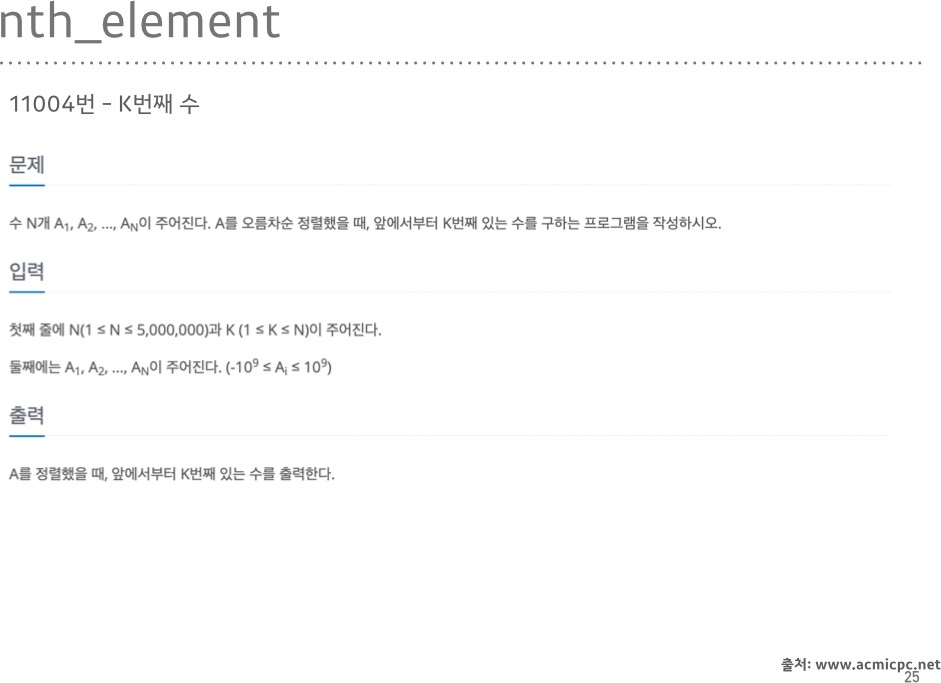 nth_element
11004번 - K번째 수
문제
수 N개 A1, A2, ..., AN이 주어진다. A를 오름차순 정렬했을 때, 앞에서부터 K번째 있는 수를 구하는 프로그램을 작성하시오.
입력
첫째 줄에 N(1 ≤ N ≤ 5,000,000)과 K (1 ≤ K ≤ N)이 주어진다.
둘째에는 A1, A2, ..., AN이 주어진다. (-10⁹ ≤ Ai ≤ 10⁹)
출력
A를 정렬했을 때, 앞에서부터 K번째 있는 수를 출력한다.
출처: www.acmicpc.net
25